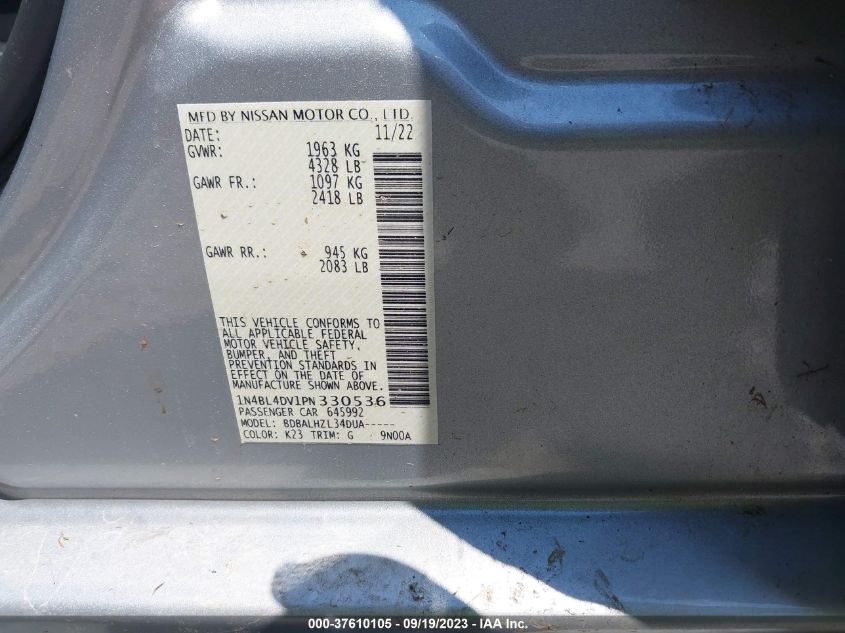 MFD BY NISSAN MOTOR CO., LTD.
DATE: 11/22
GVWR: 1963 KG
4328 LB
GAWR FR.: 1097 KG
2418 LB
GAWR RR.: 945 KG
2083 LB
THIS VEHICLE CONFORMS TO
ALL APPLICABLE FEDERAL
MOTOR VEHICLE SAFETY,
BUMPER, AND THEFT
PREVENTION STANDARDS IN
EFFECT ON THE DATE OF
MANUFACTURE SHOWN ABOVE.
1N4BL4DV1PN330536
PASSENGER CAR 645992
MODEL: BDBALHZL34DUA-----
COLOR: K23 TRIM: G 9N00A
000-37610105 - 09/19/2023 - IAA Inc.